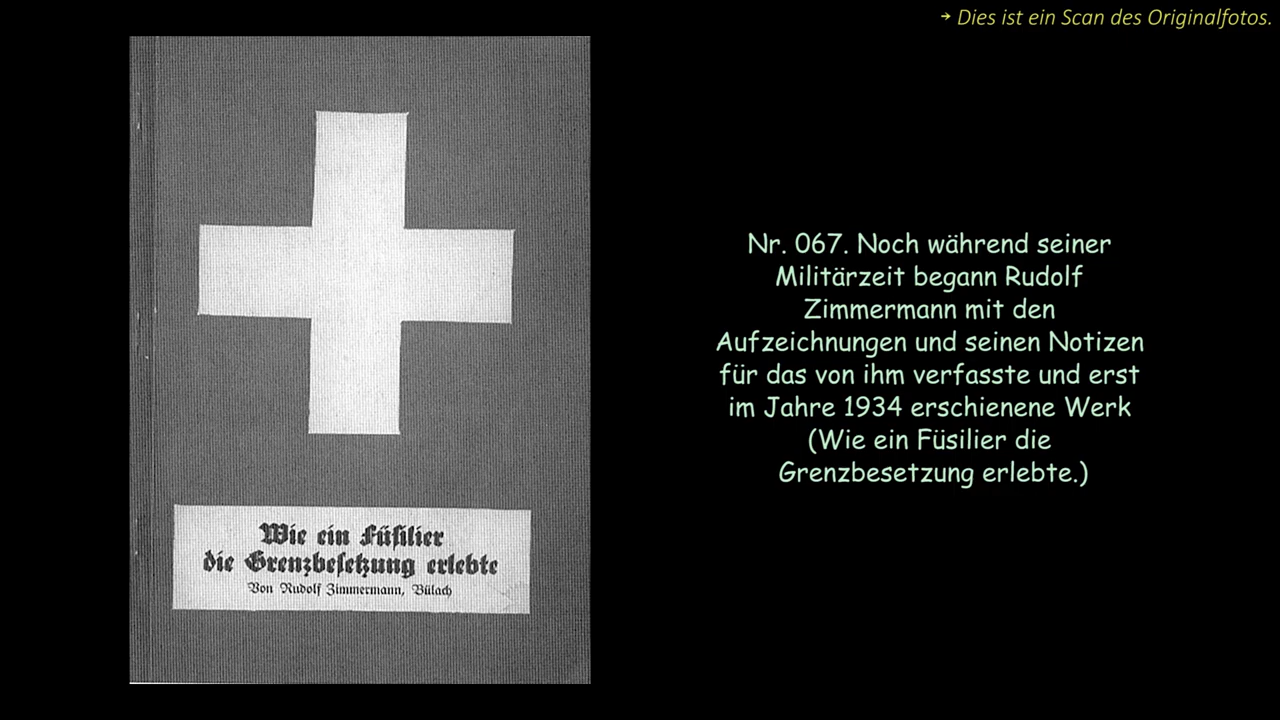 → Dies ist ein Scan des Originalfotos.
Nr. 067. Noch während seiner
Militärzeit begann Rudolf
Zimmermann mit den
Aufzeichnungen und seinen Notizen
für das von ihm verfasste und erst
im Jahre 1934 erschienene Werk
(Wie ein Füsilier die
Grenzbesetzung erlebte.)
Wie ein Füsilier
die Grenzbesetzung erlebte
Von Rudolf Zimmermann, Bülach